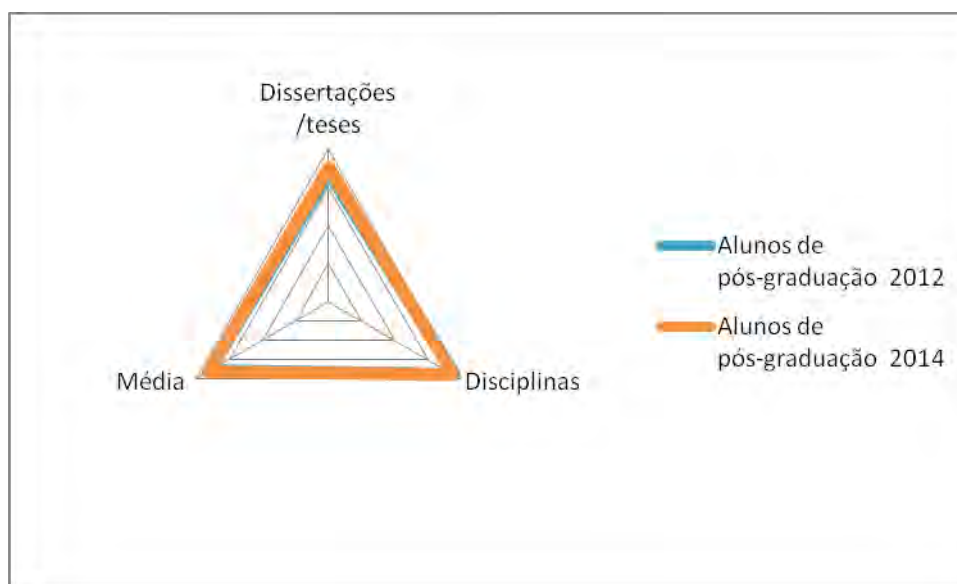 Dissertações
/teses
Média
Disciplinas
Alunos de
pós-graduação 2012
Alunos de
pós-graduação 2014